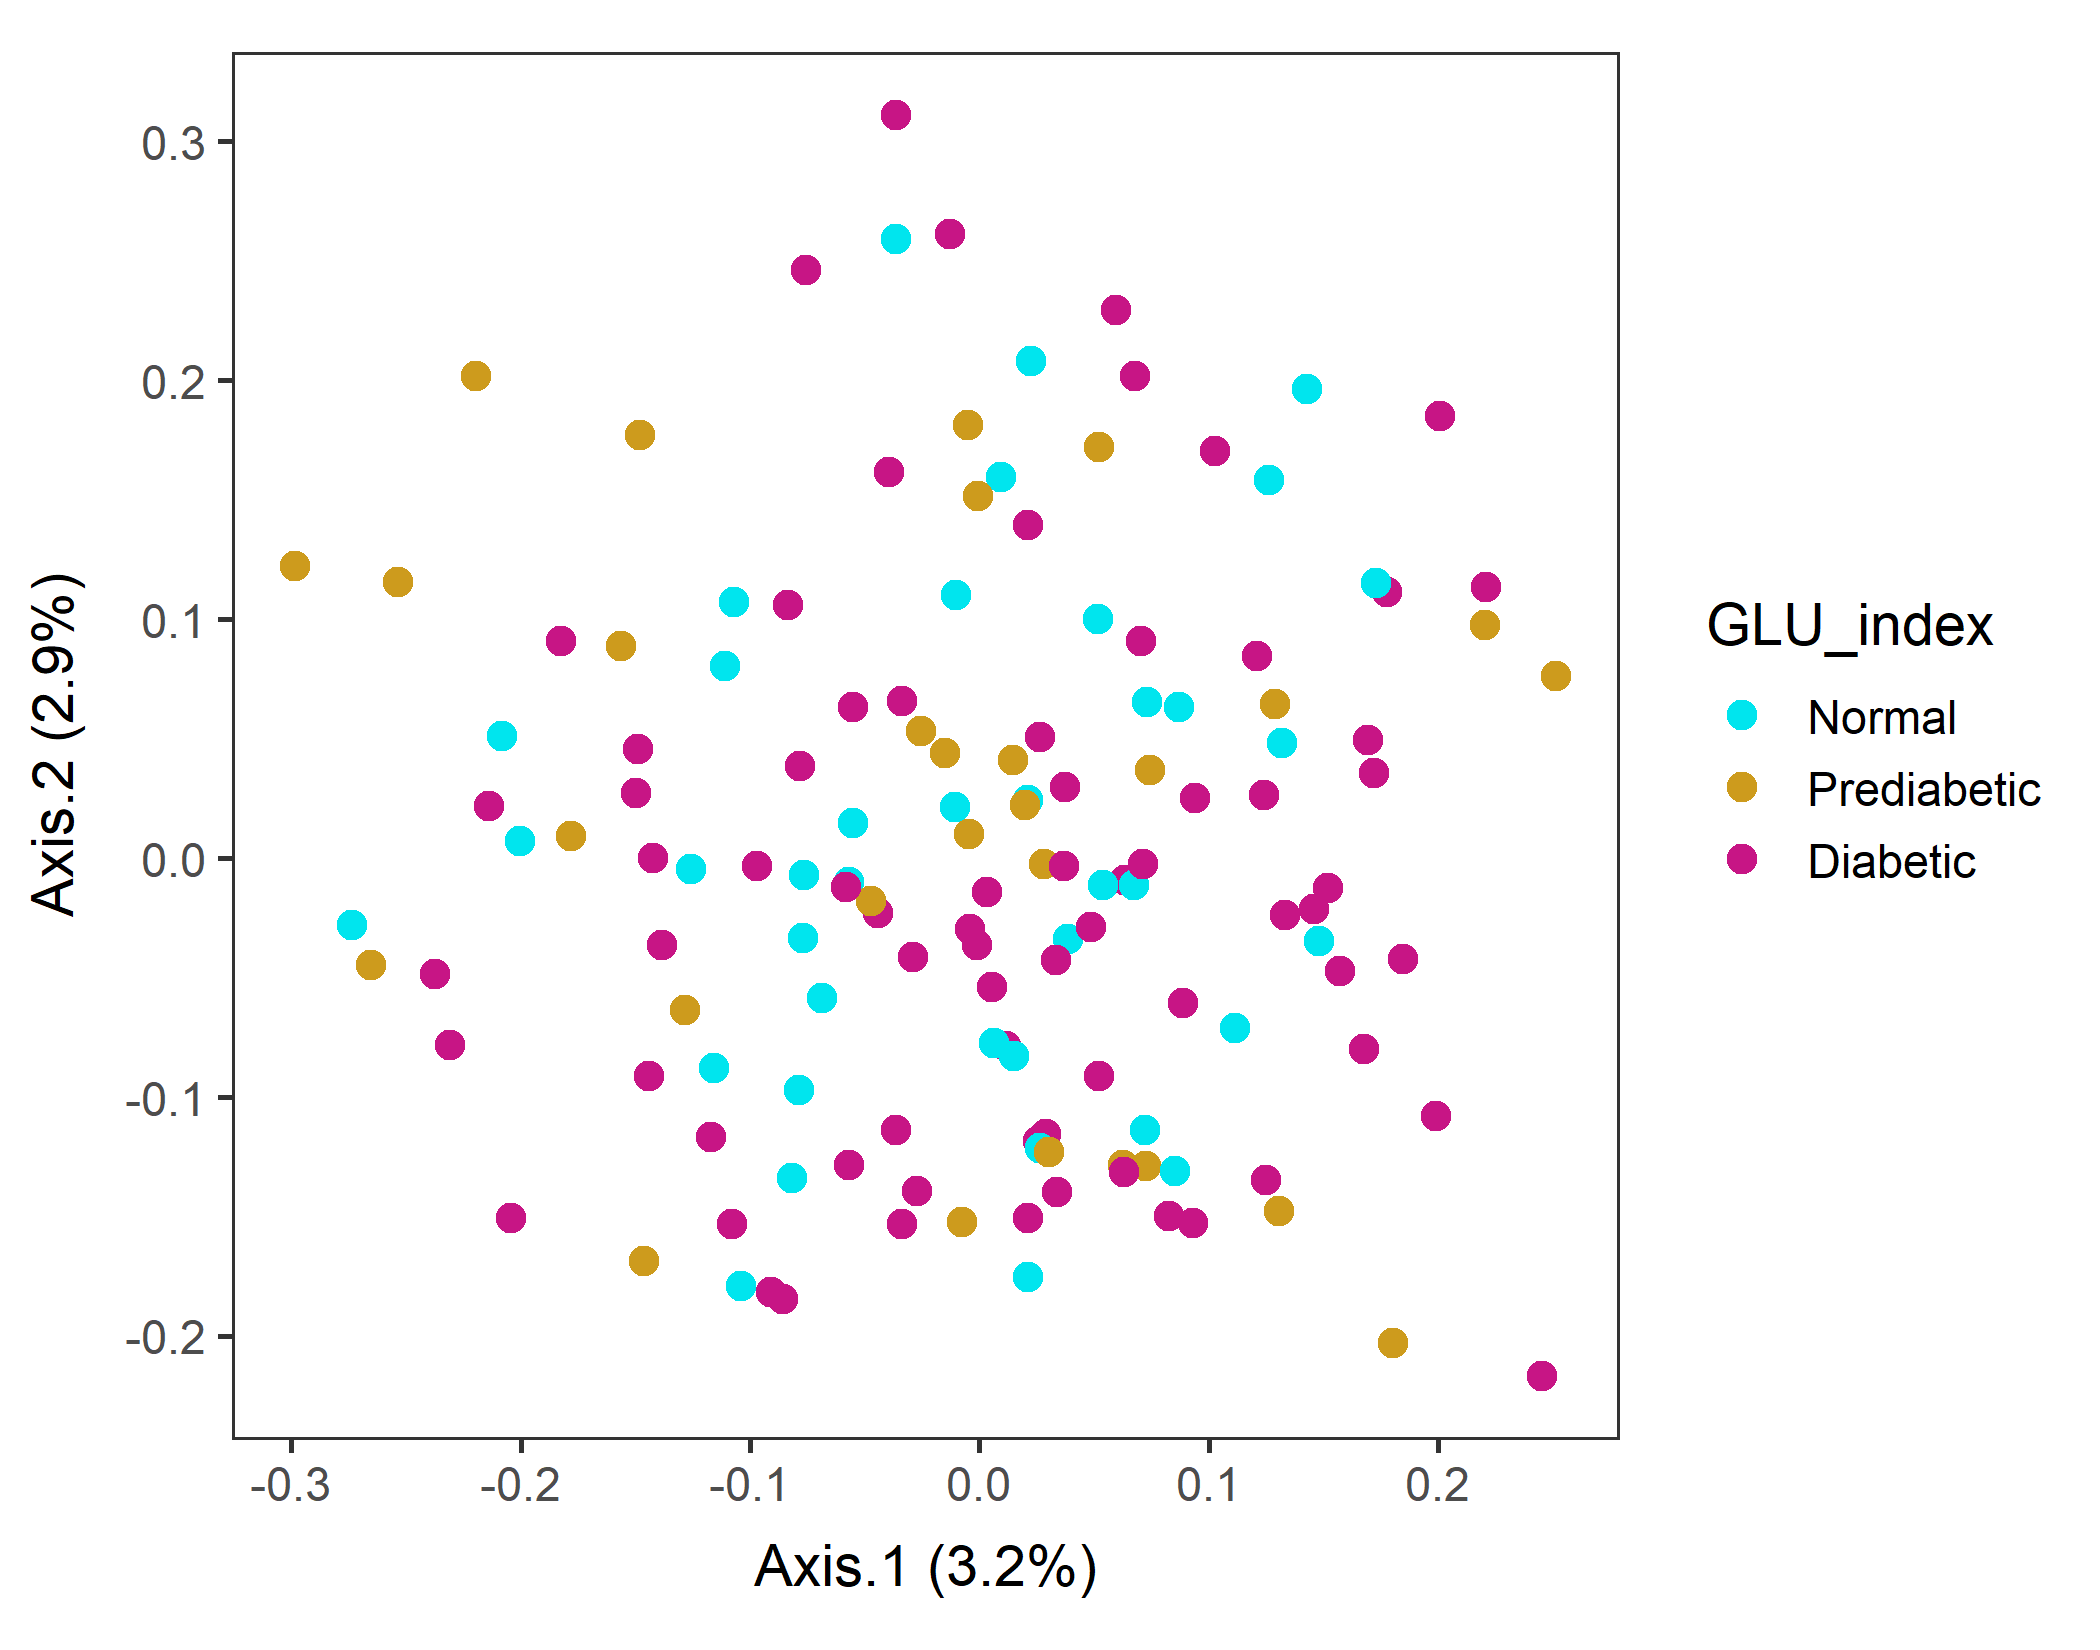 0.3
0.2
0.1
0.0
-0.1
-0.2
Axis.2 (2.9%)
-0.3
-0.2
-0.1
0.0
0.1
0.2
Axis.1 (3.2%)
GLU_index
Normal
Prediabetic
Diabetic